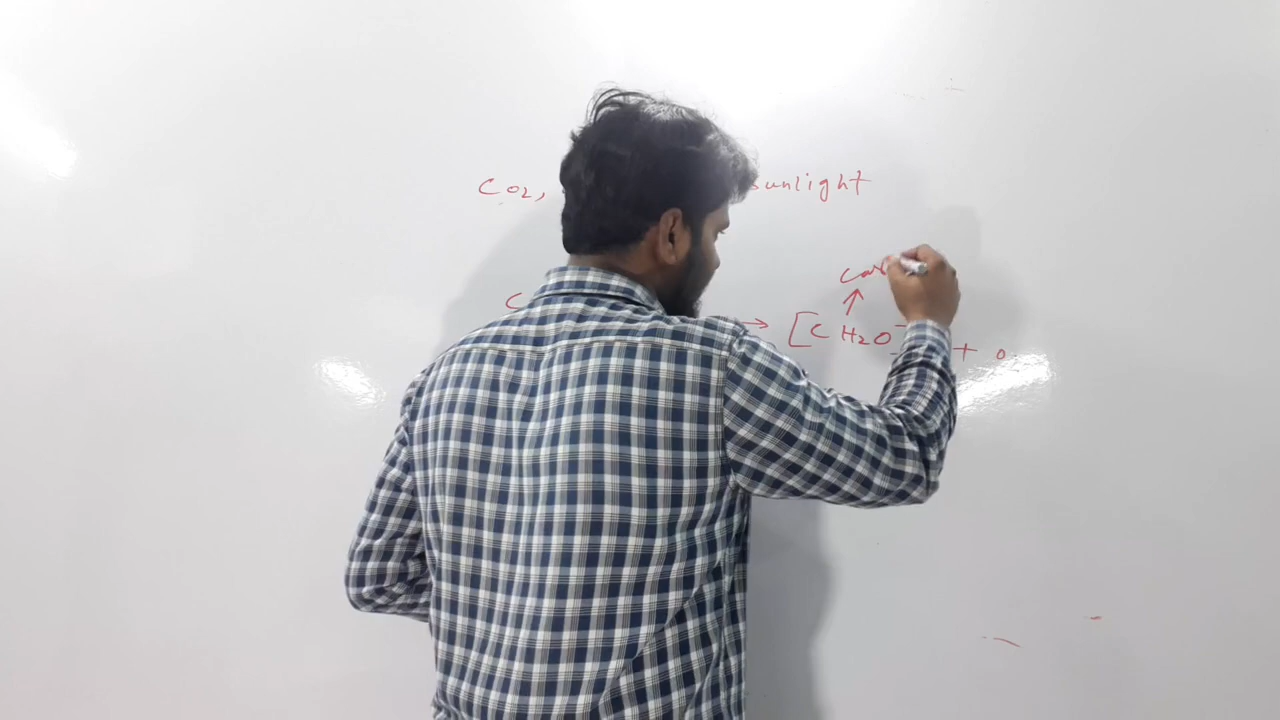 CO2, sunlight
Car
C → [CH2O] + O